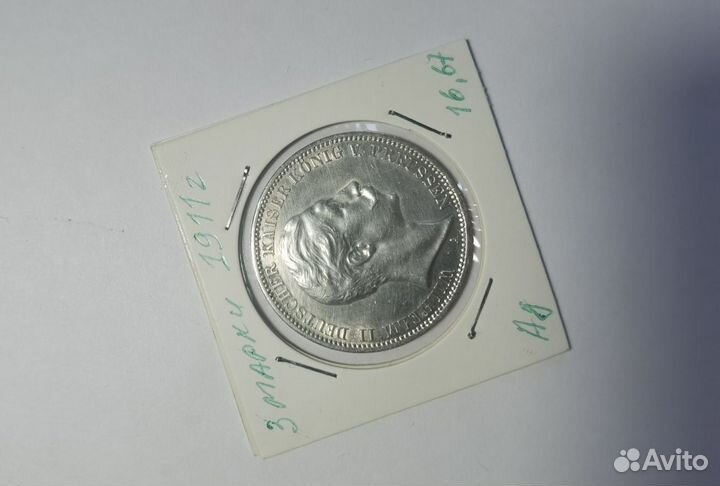 3 МАРКИ 1911г
16,67
Ag
WILHELM II DEUTSCHER KAISER KÖNIG V. PREUSSEN
Avito